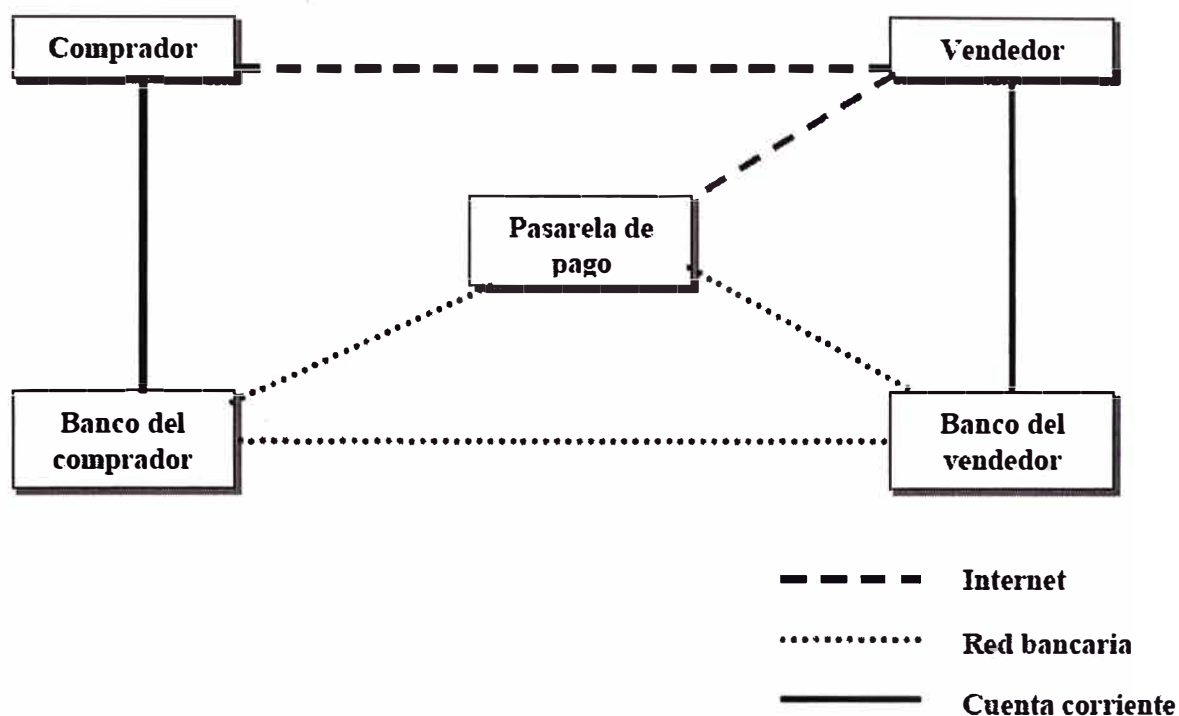 Comprador
Vendedor
Pasarela de
pago
Banco del
comprador
Banco del
vendedor
Internet
Red bancaria
Cuenta corriente